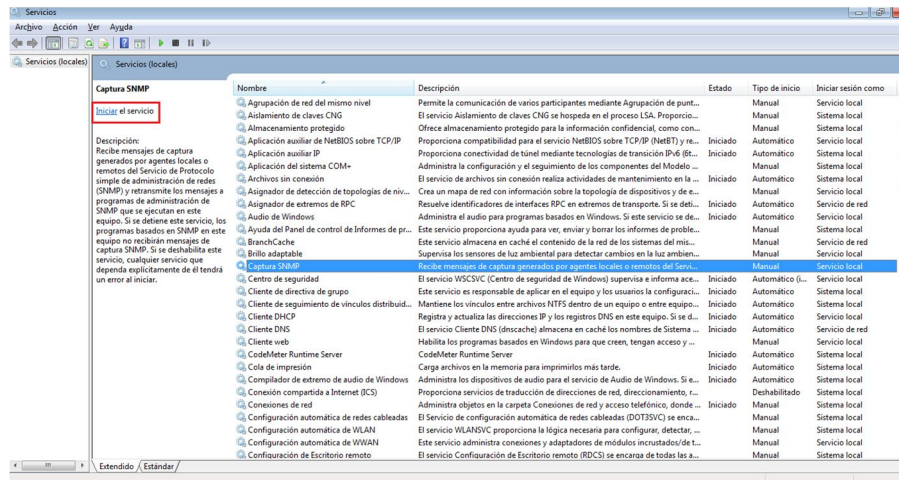 Servicios
Archivo Acción Ver Ayuda
Servicios (locales)
Servicios (locales)
Captura SNMP
Iniciar el servicio
Descripción:
Recibe mensajes de captura
generados por agentes locales o
remotos del Servicio de Protocolo
simple de administración de redes
(SNMP) y retransmite los mensajes a
programas de administración de
SNMP que se ejecutan en este
equipo. Si se detiene este servicio, los
programas basados en SNMP en este
equipo no recibirán mensajes de
captura SNMP. Si se deshabilita este
servicio, cualquier servicio que
dependa explícitamente de él tendrá
un error al iniciar.
Nombre Descripción Estado Tipo de inicio Iniciar sesión como
Agrupación de red del mismo nivel Permite la comunicación de varios participantes mediante Agrupación de punt... Manual Servicio local
Aislamiento de claves CNG El servicio Aislamiento de claves CNG se hospeda en el proceso LSA. Proporcio... Manual Sistema local
Almacenamiento protegido Ofrece almacenamiento protegido para la información confidencial, como con... Manual Sistema local
Aplicación auxiliar de NetBIOS sobre TCP/IP Proporciona compatibilidad para el servicio NetBIOS sobre TCP/IP (NetBT) y re... Iniciado Automático Servicio local
Aplicación auxiliar IP Proporciona conectividad de túnel mediante tecnologías de transición IPv6 (6t... Iniciado Automático Sistema local
Aplicación del sistema COM+ Administra la configuración y el seguimiento de los componentes del Modelo ... Manual Sistema local
Archivos sin conexión El servicio de archivos sin conexión realiza actividades de mantenimiento en la ... Iniciado Automático Sistema local
Asignador de detección de topologías de niv... Crea un mapa de red con información sobre la topología de dispositivos y de e... Manual Servicio local
Asignador de extremos de RPC Resuelve identificadores de interfaces RPC en extremos de transporte. Si se deti... Iniciado Automático Servicio de red
Audio de Windows Administra el audio para programas basados en Windows. Si este servicio se de... Iniciado Automático Servicio local
Ayuda del Panel de control de Informes de pr... Este servicio proporciona ayuda para ver, enviar y borrar los informes de proble... Manual Sistema local
BranchCache Este servicio almacena en caché el contenido de la red de los sistemas del mis... Manual Servicio de red
Brillo adaptable Supervisa los sensores de luz ambiental para detectar cambios en la luz ambien... Manual Servicio local
Captura SNMP Recibe mensajes de captura generados por agentes locales o remotos del Servi... Manual Servicio local
Centro de seguridad El servicio WSCSVC (Centro de seguridad de Windows) supervisa e informa ace... Iniciado Automático (i... Servicio local
Cliente de directiva de grupo Este servicio es responsable de aplicar en el equipo y los usuarios la configuraci... Iniciado Automático Sistema local
Cliente de seguimiento de vínculos distribuid... Mantiene los vínculos entre archivos NTFS dentro de un equipo o entre equipo... Iniciado Automático Sistema local
Cliente DHCP Registra y actualiza las direcciones IP y los registros DNS en este equipo. Si se d... Iniciado Automático Servicio local
Cliente DNS El servicio Cliente DNS (dnscache) almacena en caché los nombres de Sistema ... Iniciado Automático Servicio de red
Cliente web Habilita los programas basados en Windows para que creen, tengan acceso y ... Manual Servicio local
CodeMeter Runtime Server CodeMeter Runtime Server Iniciado Automático Sistema local
Cola de impresión Carga archivos en la memoria para imprimirlos más tarde. Iniciado Automático Sistema local
Compilador de extremo de audio de Windows Administra los dispositivos de audio para el servicio de Audio de Windows. Si e... Iniciado Automático Sistema local
Conexión compartida a Internet (ICS) Proporciona servicios de traducción de direcciones de red, direccionamiento, r... Deshabilitado Sistema local
Conexiones de red Administra objetos en la carpeta Conexiones de red y acceso telefónico, donde ... Iniciado Manual Sistema local
Configuración automática de redes cableadas El Servicio de configuración automática de redes cableadas (DOT3SVC) se enca... Manual Sistema local
Configuración automática de WLAN El servicio WLANSVC proporciona la lógica necesaria para configurar, detectar, ... Manual Sistema local
Configuración automática de WWAN Este servicio administra conexiones y adaptadores de módulos incrustados/de t... Manual Servicio local
Configuración de Escritorio remoto El servicio Configuración de Escritorio remoto (RDCS) se encarga de todas las a... Manual Sistema local
Extendido Estándar